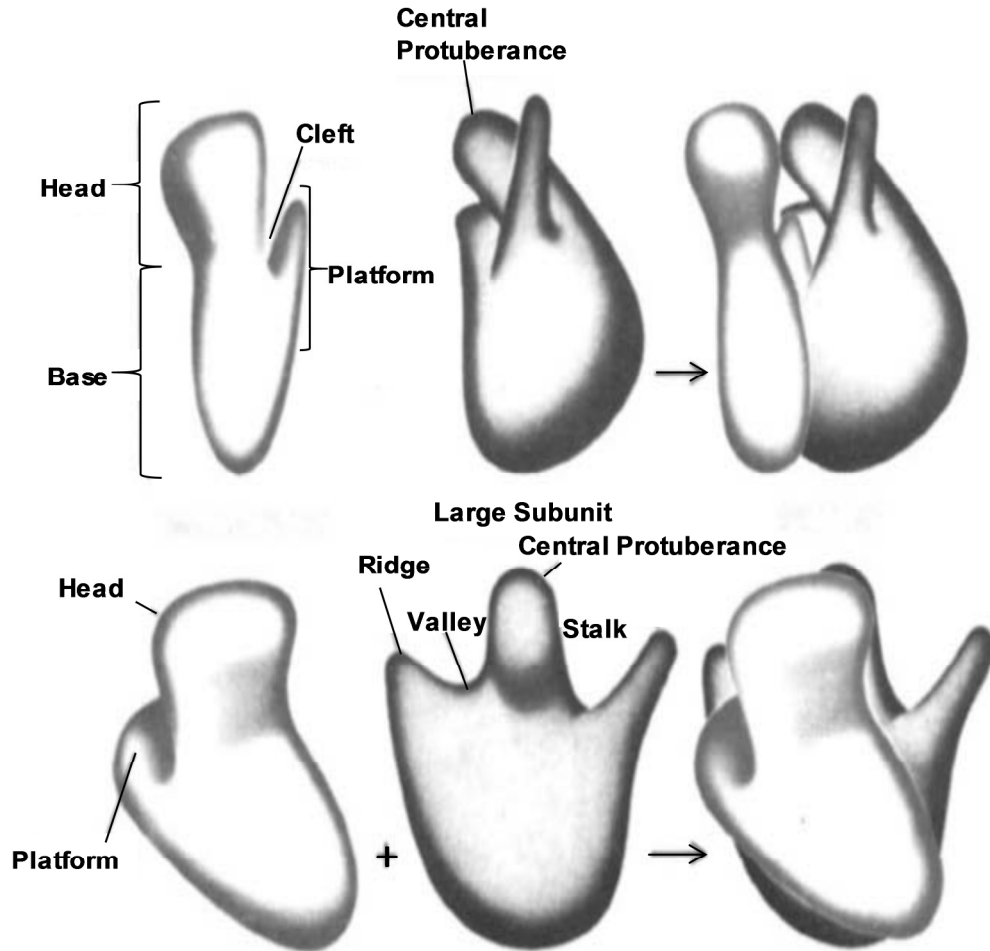 Central
Protuberance
Cleft
Head
Platform
Base
Large Subunit
Central Protuberance
Ridge
Head
Valley
Stalk
Platform
+